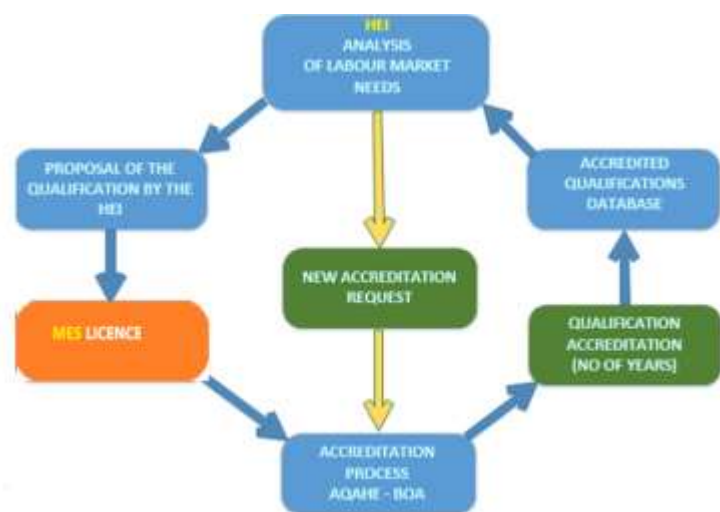 HEI
ANALYSIS
OF LABOUR MARKET
NEEDS
PROPOSAL OF THE
QUALIFICATION BY THE
HEI
ACCREDITED
QUALIFICATIONS
DATABASE
NEW ACCREDITATION
REQUEST
MES LICENCE
QUALIFICATION
ACCREDITATION
(NO OF YEARS)
ACCREDITATION
PROCESS
AQAHE - BOA